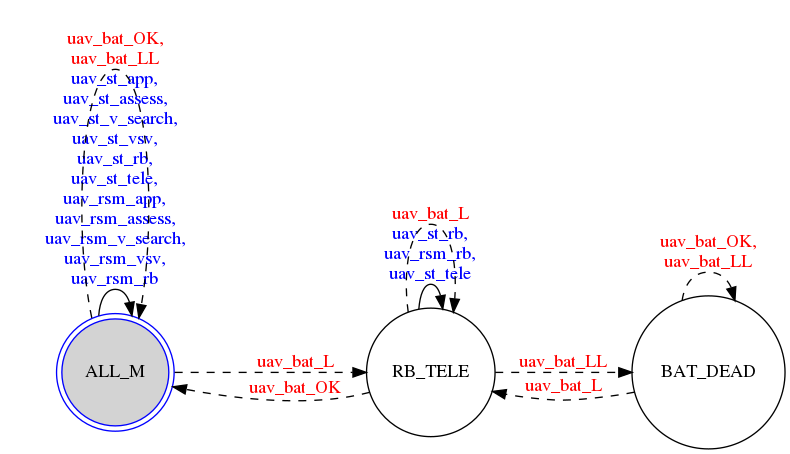 uav_bat_OK,
uav_bat_LL
uav_st_app,
uav_st_assess,
uav_st_v_search,
uav_st_vsv,
uav_st_rb,
uav_st_tele,
uav_rsm_app,
uav_rsm_assess,
uav_rsm_v_search,
uav_rsm_vsv,
uav_rsm_rb
ALL_M
uav_bat_L
uav_bat_OK
uav_bat_L
uav_st_rb,
uav_rsm_rb,
uav_st_tele
RB_TELE
uav_bat_LL
uav_bat_L
uav_bat_OK,
uav_bat_LL
BAT_DEAD